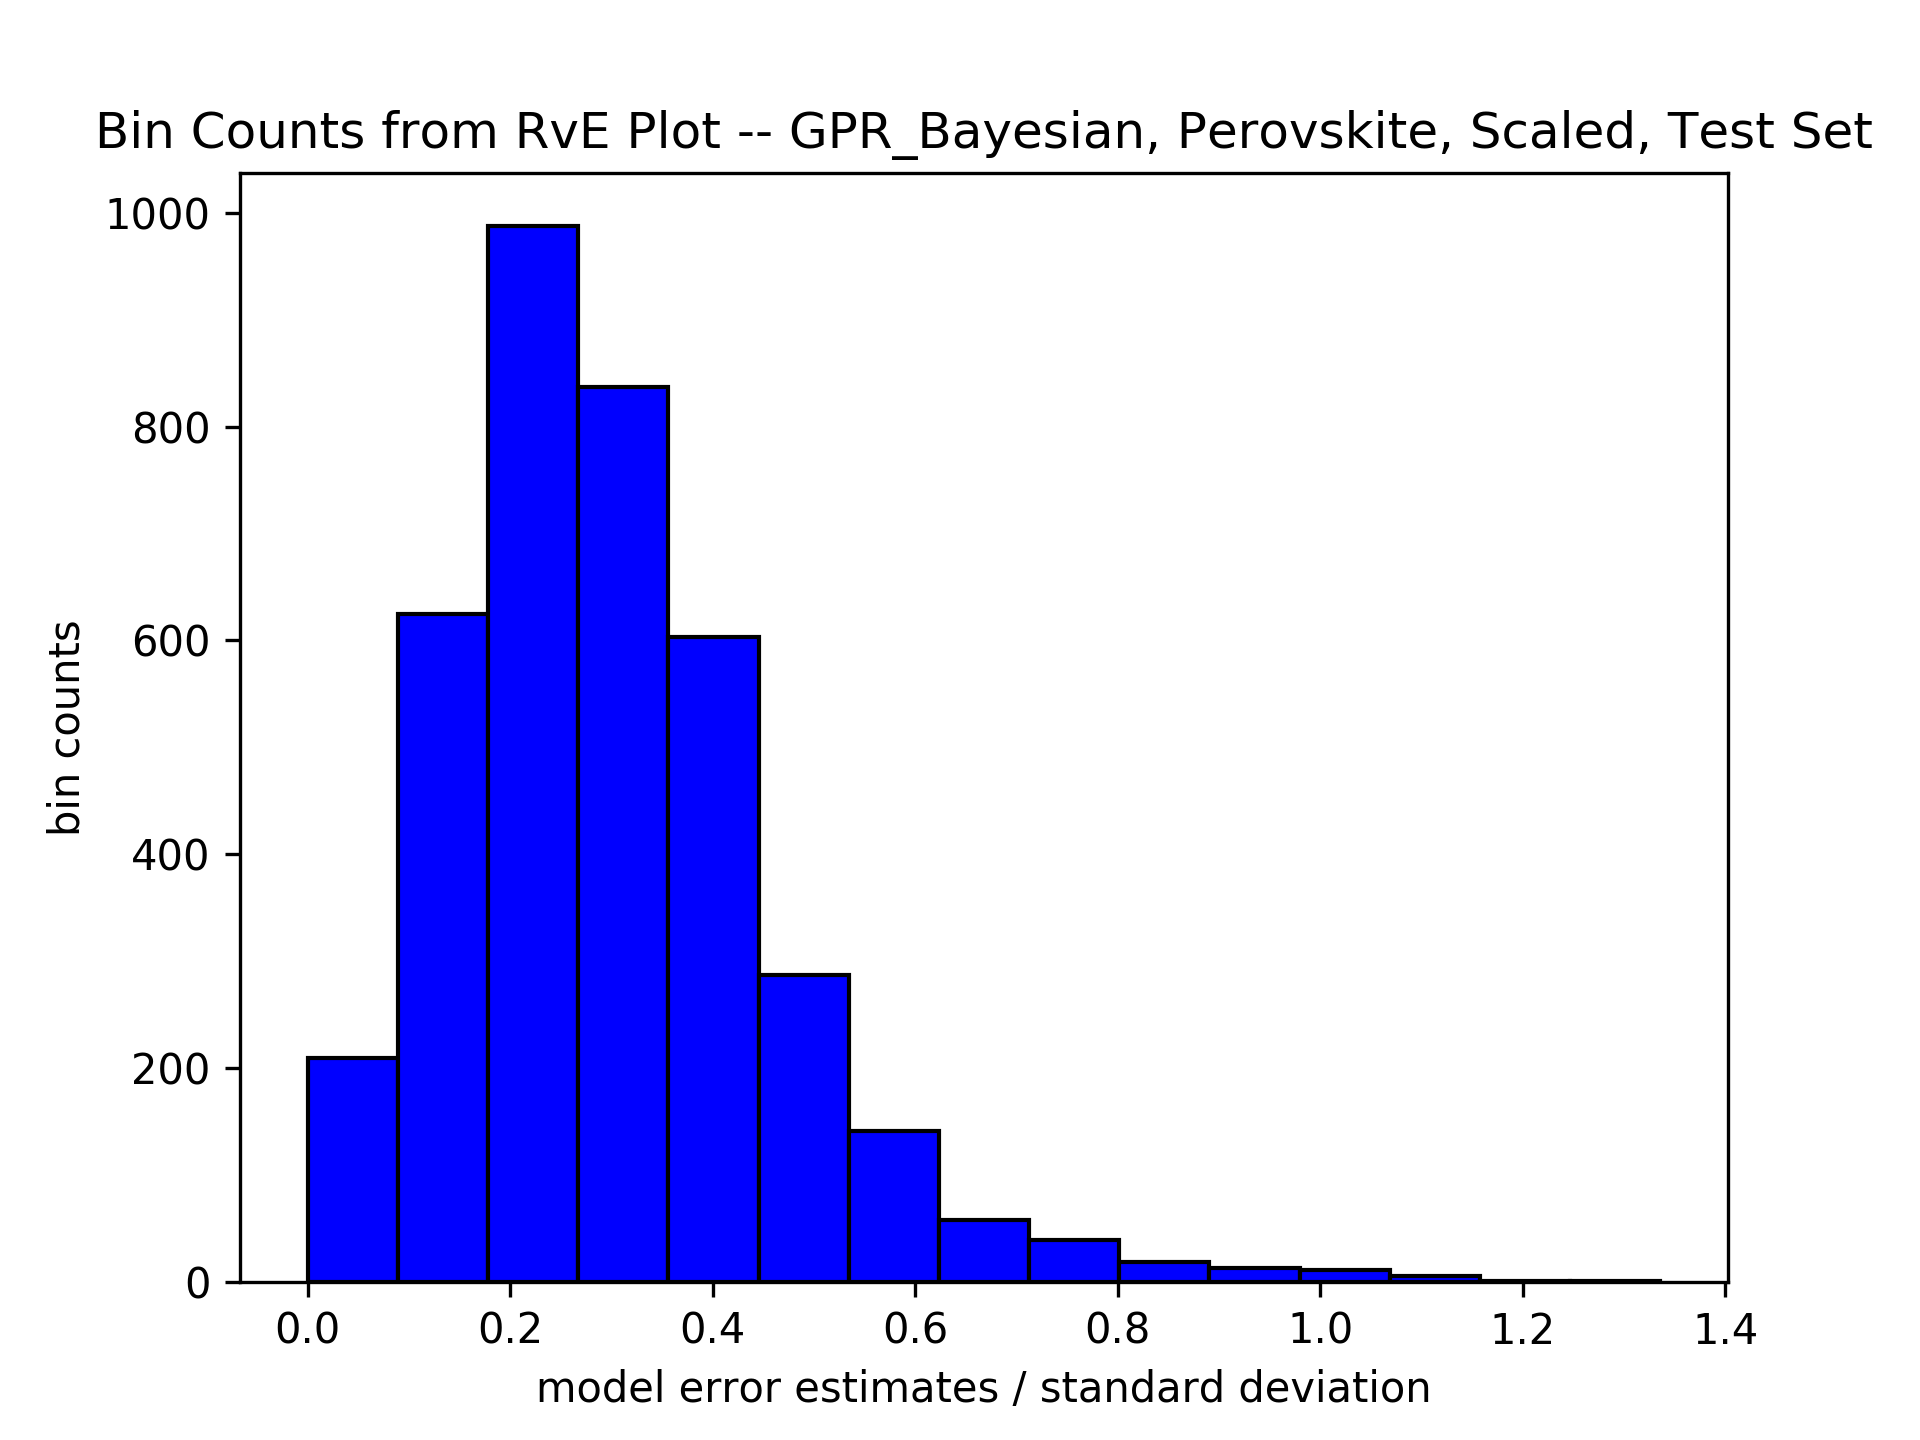 Bin Counts from RvE Plot -- GPR_Bayesian, Perovskite, Scaled, Test Set
1000
800
600
400
200
0
bin counts
0.0 0.2 0.4 0.6 0.8 1.0 1.2 1.4
model error estimates / standard deviation